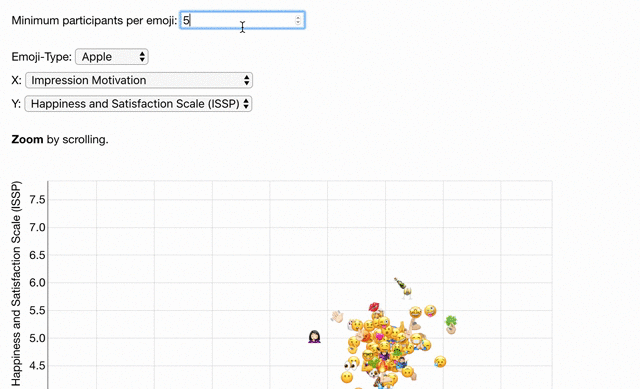 Minimum participants per emoji: 5
Emoji-Type: Apple
X: Impression Motivation
Y: Happiness and Satisfaction Scale (ISSP)
Zoom by scrolling.
Happiness and Satisfaction Scale (ISSP)
7.5
7.0
6.5
6.0
5.5
5.0
4.5